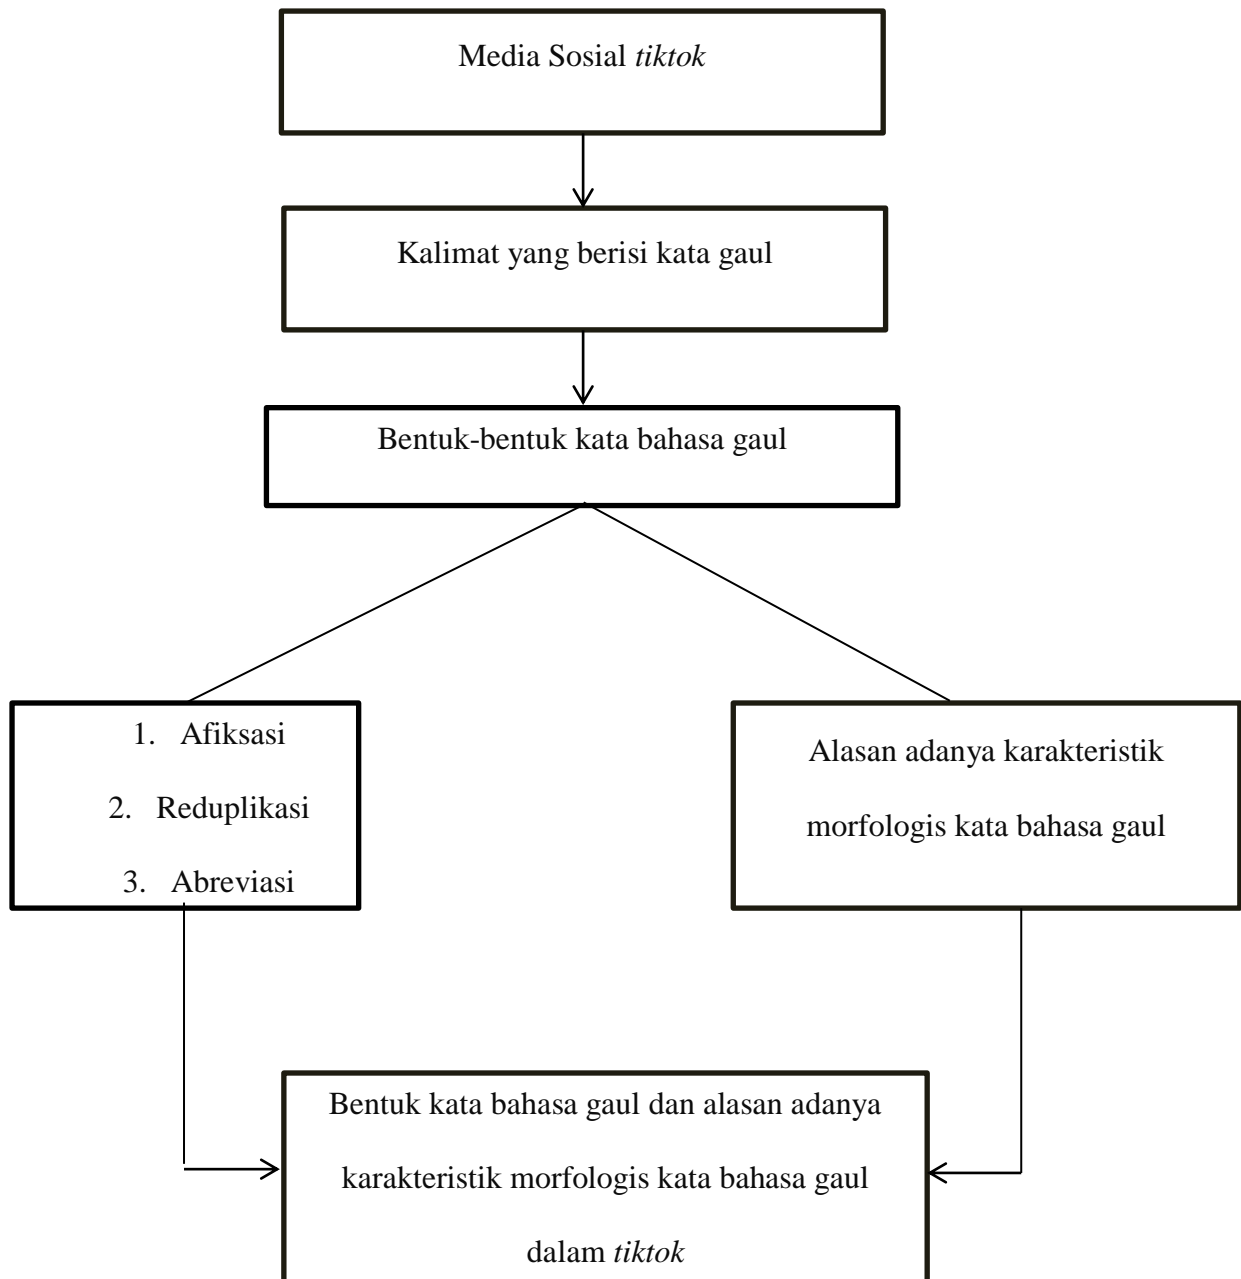 Media Sosial tiktok
Kalimat yang berisi kata gaul
Bentuk-bentuk kata bahasa gaul
1. Afiksasi
2. Reduplikasi
3. Abreviasi
Alasan adanya karakteristik
morfologis kata bahasa gaul
Bentuk kata bahasa gaul dan alasan adanya
karakteristik morfologis kata bahasa gaul
dalam tiktok